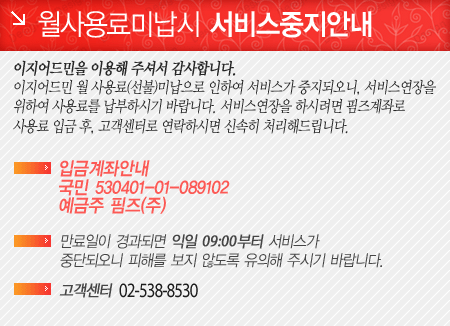 월사용료미납시 서비스중지안내
이지어드민을 이용해 주셔서 감사합니다.
이지어드민 월 사용료(선불)미납으로 인하여 서비스가 중지되오니, 서비스연장을
위하여 사용료를 납부하시기 바랍니다. 서비스연장을 하시려면 핌즈계좌로
사용료 입금 후, 고객센터로 연락하시면 신속히 처리해드립니다.
입금계좌안내
국민 530401-01-089102
예금주 핌즈(주)
만료일이 경과되면 익일 09:00부터 서비스가
중단되오니 피해를 보지 않도록 유의해 주시기 바랍니다.
고객센터 02-538-8530